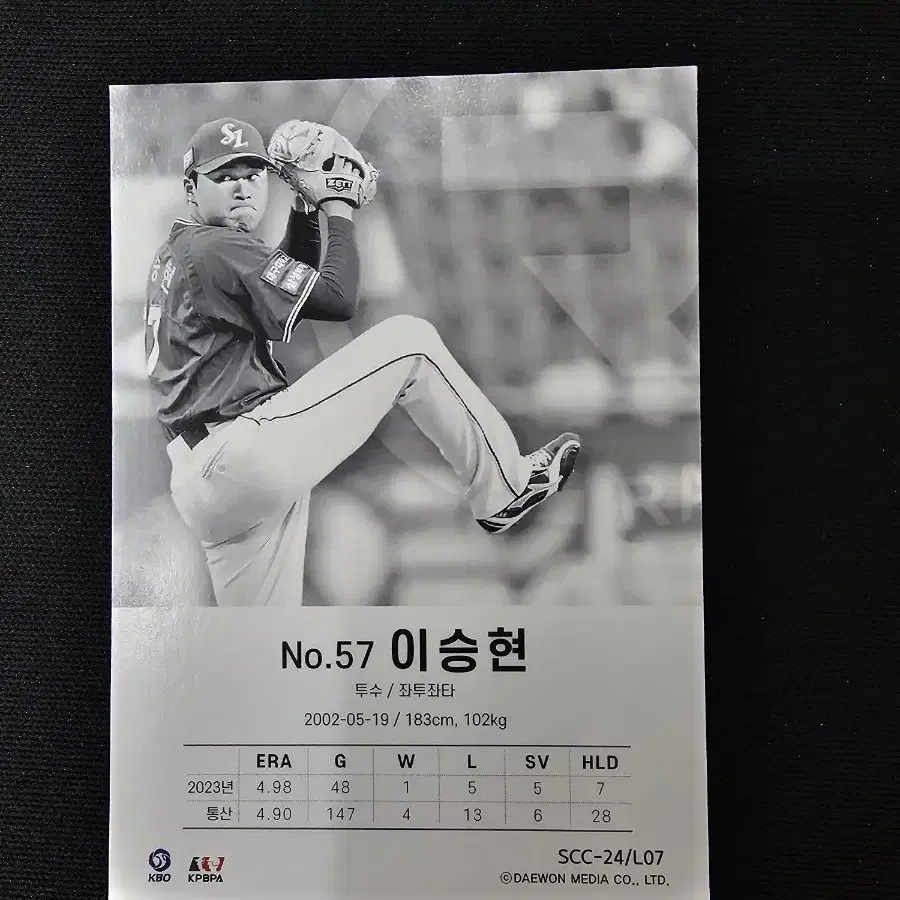 SL
ZETT
No.57 이승현
투수 / 좌투좌타
2002-05-19 / 183cm, 102kg
ERA G W L SV HLD
2023년 4.98 48 1 5 5 7
통산 4.90 147 4 13 6 28
SCC-24/L07
KBO KPBPA
©DAEWON MEDIA CO., LTD.